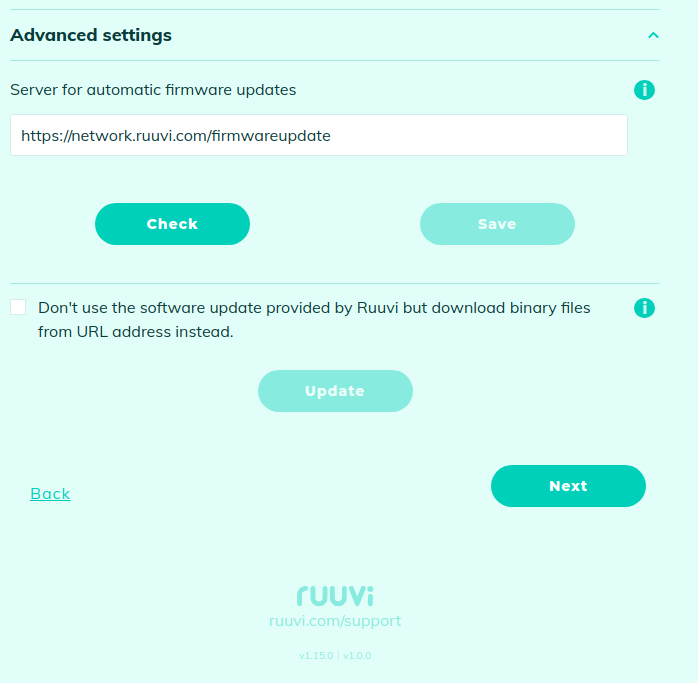 Advanced settings
Server for automatic firmware updates
https://network.ruuvi.com/firmwareupdate
Check
Save
Don't use the software update provided by Ruuvi but download binary files
from URL address instead.
Update
Back
Next
ruuvi
ruuvi.com/support
v1.15.0 | v1.0.0